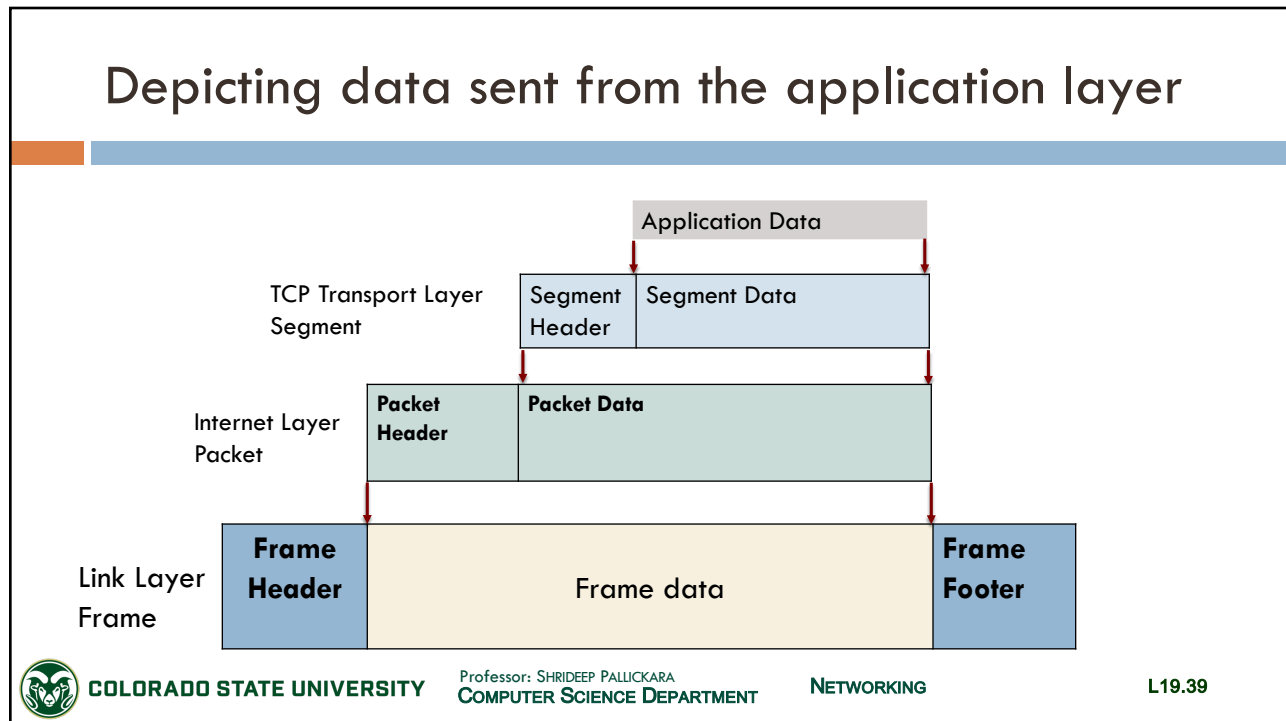 Depicting data sent from the application layer
Application Data
TCP Transport Layer
Segment
Segment
Header
Segment Data
Internet Layer
Packet
Packet
Header
Packet Data
Link Layer
Frame
Frame
Header
Frame data
Frame
Footer
COLORADO STATE UNIVERSITY
Professor: SHRIDEEP PALLICKARA
COMPUTER SCIENCE DEPARTMENT
NETWORKING
L19.39